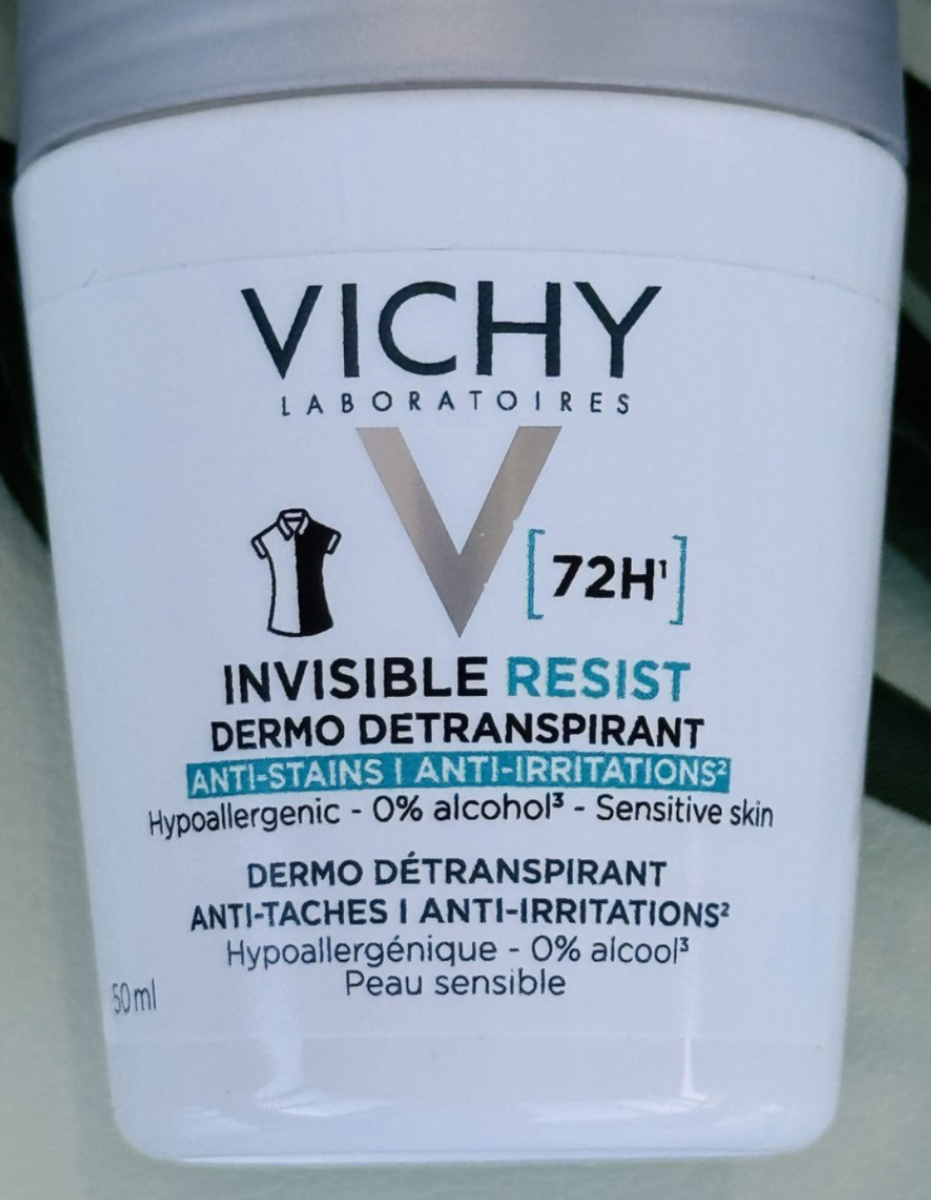 VICHY
LABORATOIRES
V
[72H¹]
INVISIBLE RESIST
DERMO DETRANSPIRANT
ANTI-STAINS | ANTI-IRRITATIONS²
Hypoallergenic - 0% alcohol³ - Sensitive skin
DERMO DÉTRANSPIRANT
ANTI-TACHES | ANTI-IRRITATIONS²
Hypoallergénique - 0% alcool³
Peau sensible
50ml